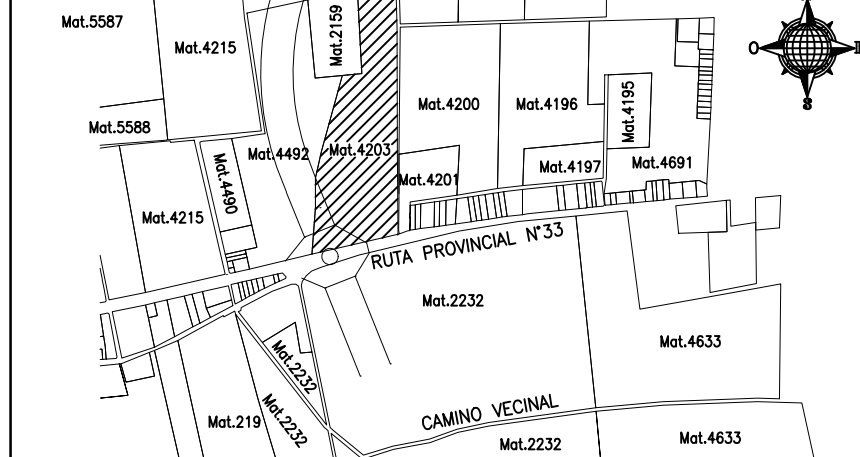 Mat.5587
Mat.4215
Mat.2159
O
S
Mat.4200
Mat.4196
Mat.4195
Mat.5588
Mat.4492
Mat.4203
Mat.4201
Mat.4197
Mat.4691
Mat.4490
Mat.4215
RUTA PROVINCIAL N°33
Mat.2232
Mat.4633
Mat.2232
Mat.219
Mat.2232
CAMINO VECINAL
Mat.2232
Mat.4633